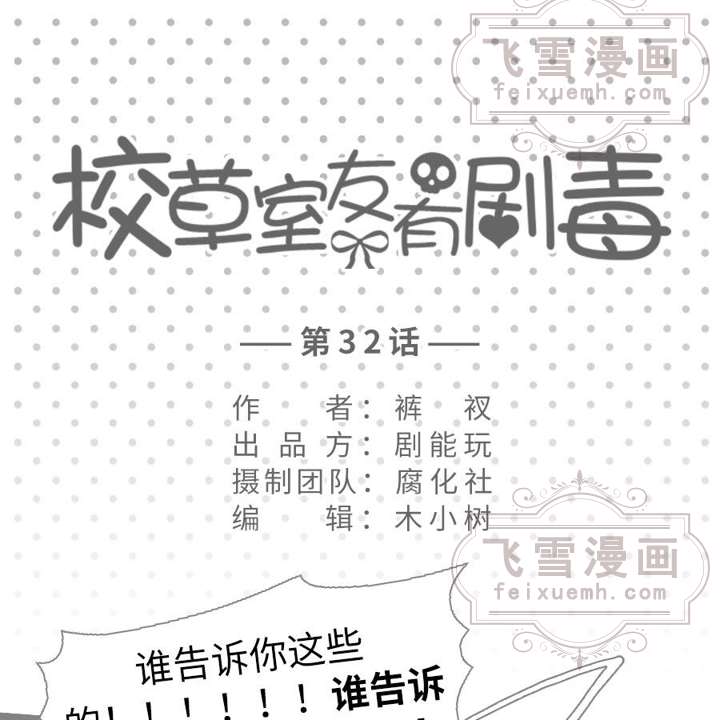 飞雪漫画
feixuemh.com
校草室友有剧毒
第32话
作者：裤衩
出品方：剧能玩
摄制团队：腐化社
编辑：木小树
飞雪漫画
feixuemh.com
谁告诉你这些
的！！！！！！谁告诉